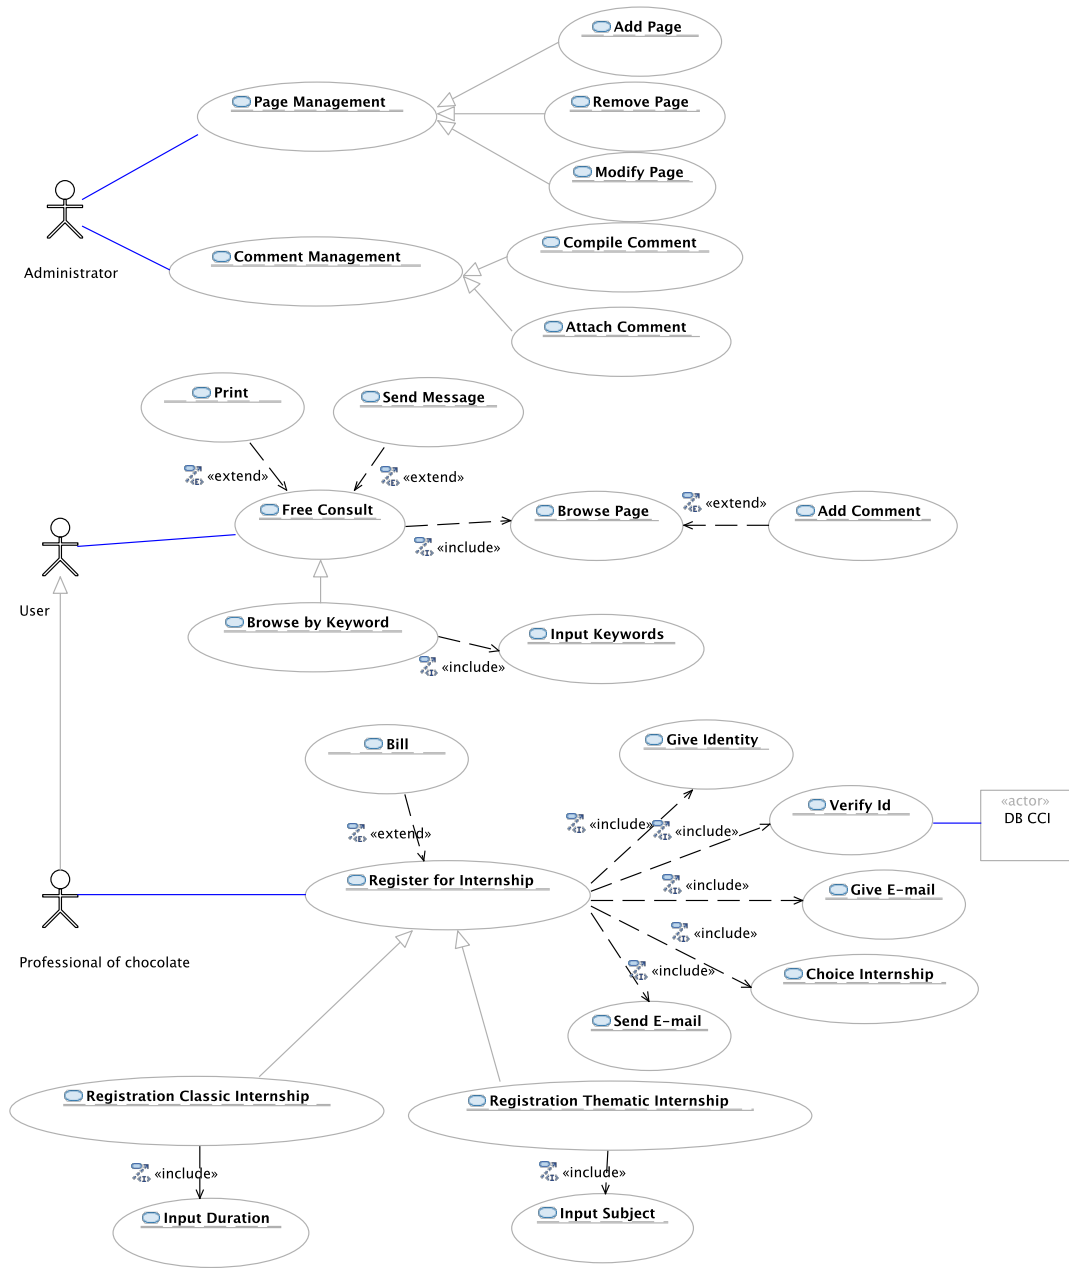 Add Page
Page Management
Remove Page
Modify Page
Administrator
Compile Comment
Comment Management
Attach Comment
Print
Send Message
«extend»
«extend»
Free Consult
Browse Page
«extend»
Add Comment
«include»
User
Browse by Keyword
Input Keywords
«include»
Bill
Give Identity
«actor»
DB CCI
Verify Id
«extend»
«include»
«include»
Register for Internship
«include»
Give E-mail
«include»
Professional of chocolate
«include»
Choice Internship
Send E-mail
Registration Classic Internship
Registration Thematic Internship
«include»
«include»
Input Duration
Input Subject